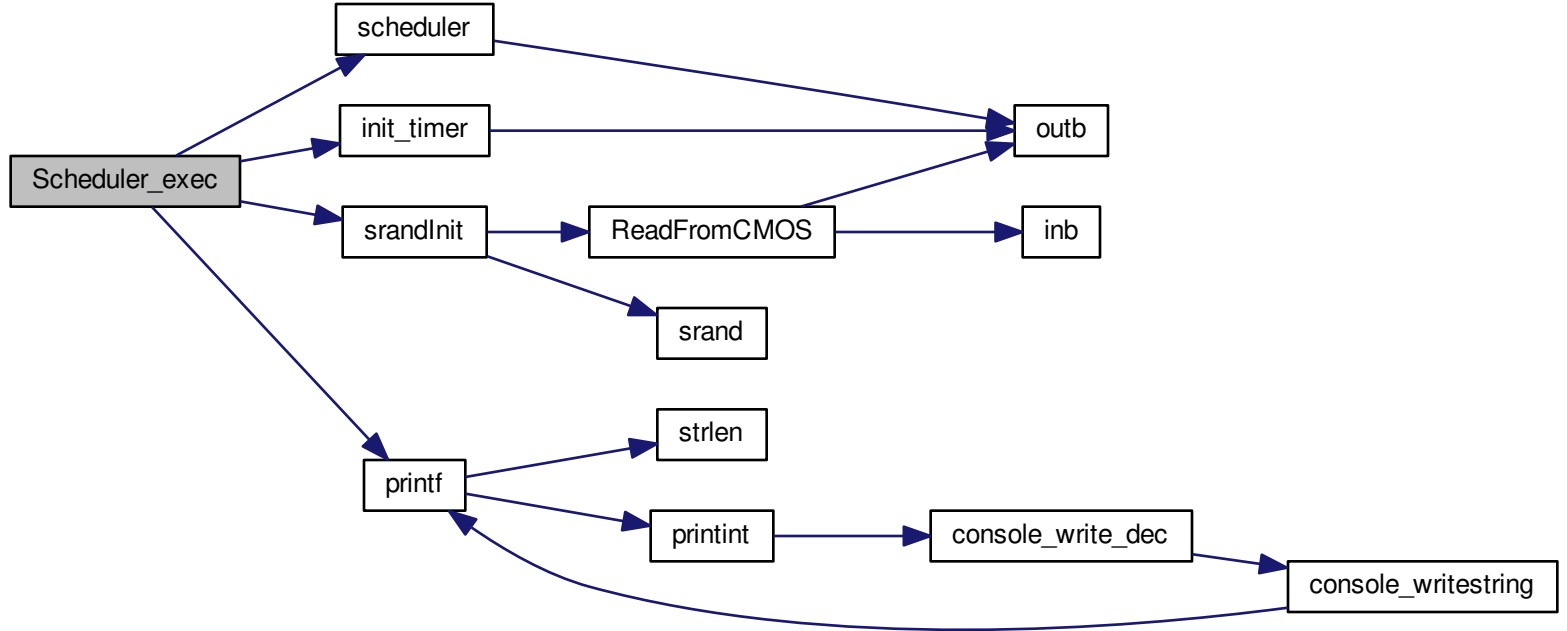 scheduler
init_timer
outb
Scheduler_exec
srandInit
ReadFromCMOS
inb
srand
strlen
printf
printint
console_write_dec
console_writestring